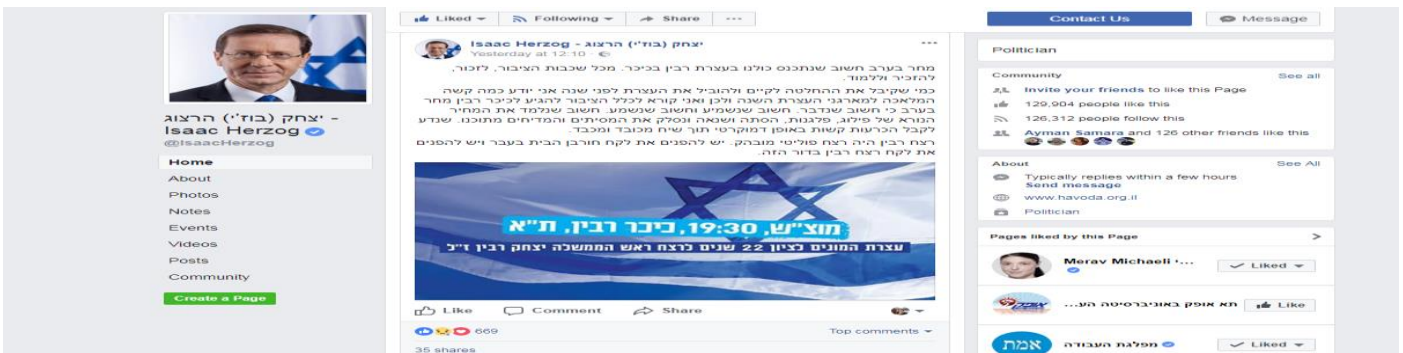 Liked
Following
Share
Contact Us
Message
יצחק (בוז'י) הרצוג - Isaac Herzog
Yesterday at 12:10
מחר בערב חשוב שנתכנס כולנו בעצרת רבין בכיכר. מכל שכבות הציבור, לזכור,
להזכיר וללמוד.
כמי שקיבל את ההחלטה לקיים ולהוביל את העצרת לפני שנה אני יודע כמה קשה
המלאכה למארגני העצרת השנה ולכן אני קורא לכלל הציבור להגיע לכיכר רבין מחר
בערב כי חשוב שנדבר. חשוב שנשמיע וחשוב שנשמע. חשוב שנלמד את המחיר
הנורא של פילוג, פלגנות, הסתה ושנאה ונסלק את המסיתים והמדיחים מתוכנו. שנדע
לקבל הכרעות קשות באופן דמוקרטי תוך שיח מכובד ומכבד.
רצח רבין היה רצח פוליטי מובהק. יש להפנים את לקח חורבן הבית בעבר ויש להפנים
את לקח רצח רבין בדור הזה.
מוצ"ש, 19:30, כיכר רבין, ת"א
עצרת המונים לציון 22 שנים לרצח ראש הממשלה יצחק רבין ז"ל
Like
Comment
Share
669
Top comments
35 shares
יצחק (בוז'י) הרצוג -
Isaac Herzog
@IsaacHerzog
Home
About
Photos
Notes
Events
Videos
Posts
Community
Create a Page
Politician
Community
See all
Invite your friends to like this Page
129,904 people like this
126,312 people follow this
Ayman Samara and 126 other friends like this
About
See All
Typically replies within a few hours
Send message
www.havoda.org.il
Politician
Pages liked by this Page
Merav Michaeli • י...
Liked
תא אופק באוניברסיטה הע...
Like
אמת
מפלגת העבודה
Liked